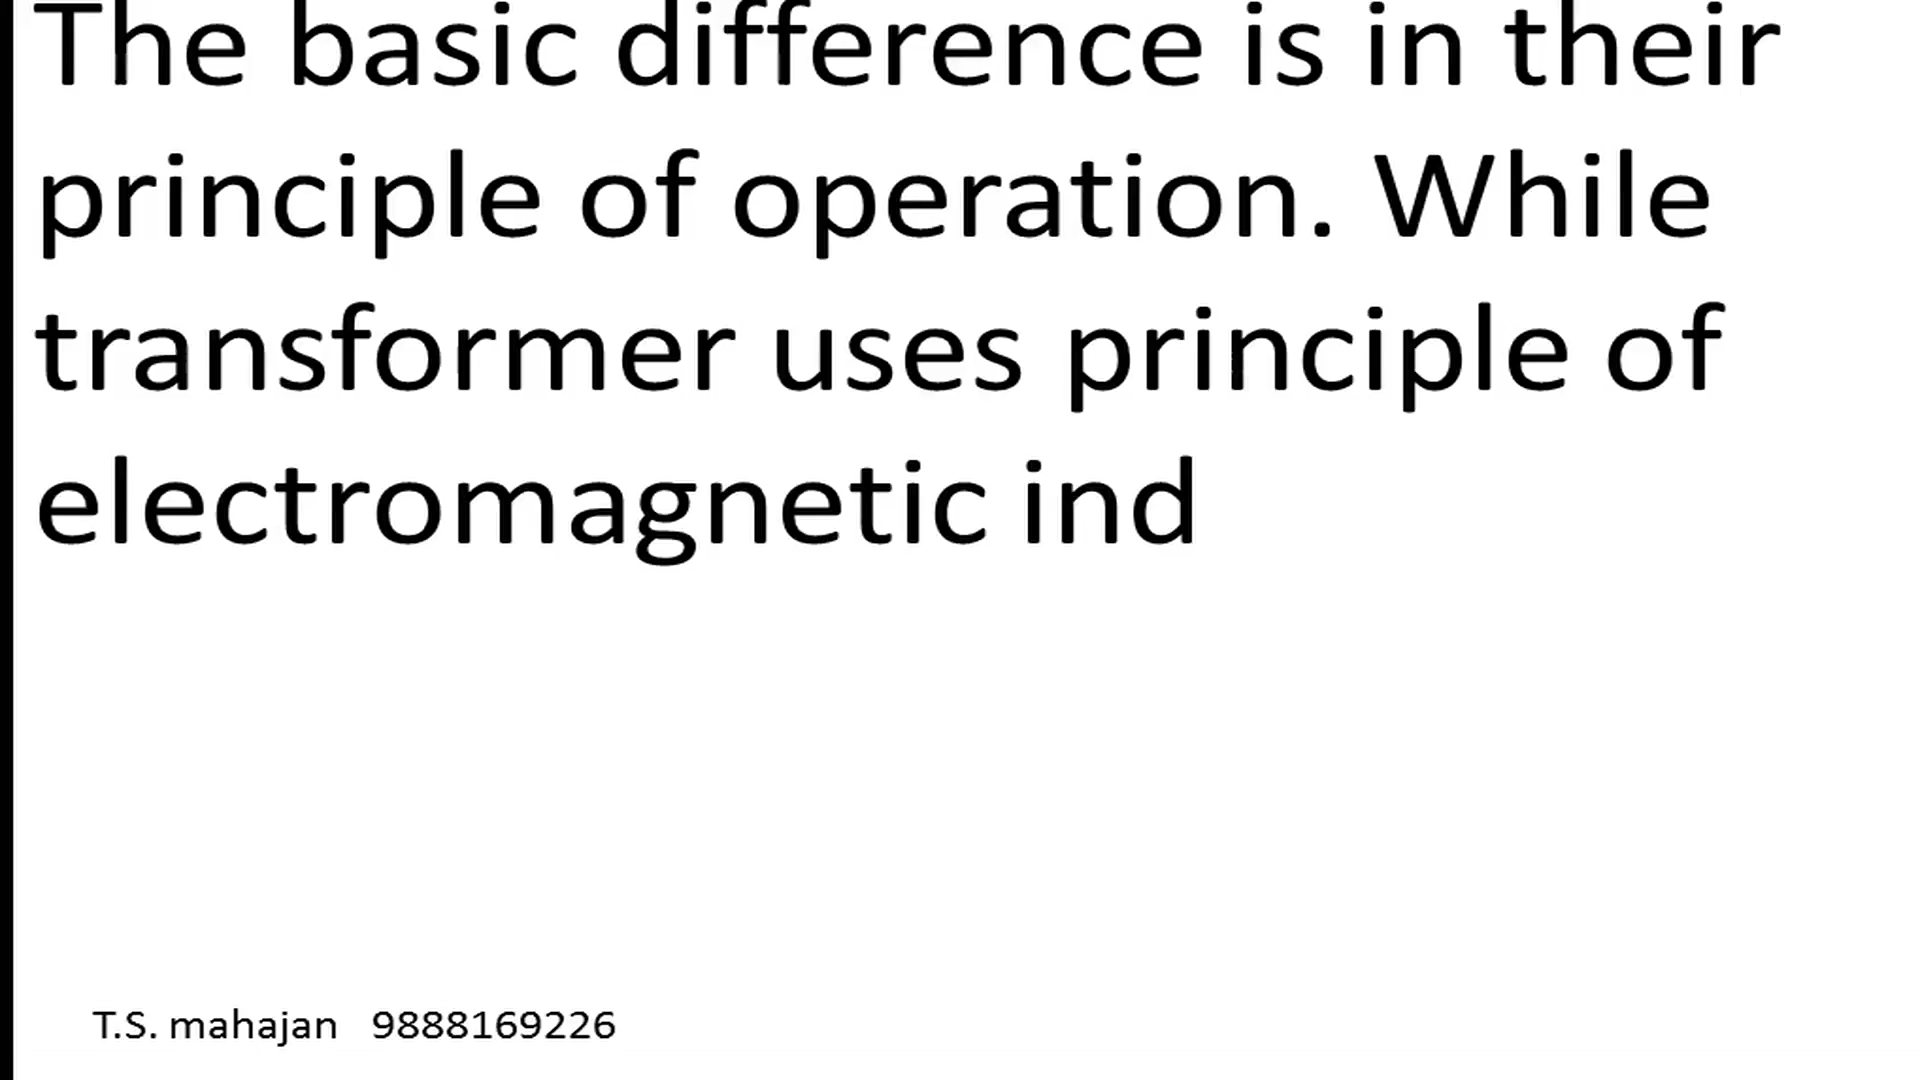 The basic difference is in their
principle of operation. While
transformer uses principle of
electromagnetic ind
T.S. mahajan 9888169226